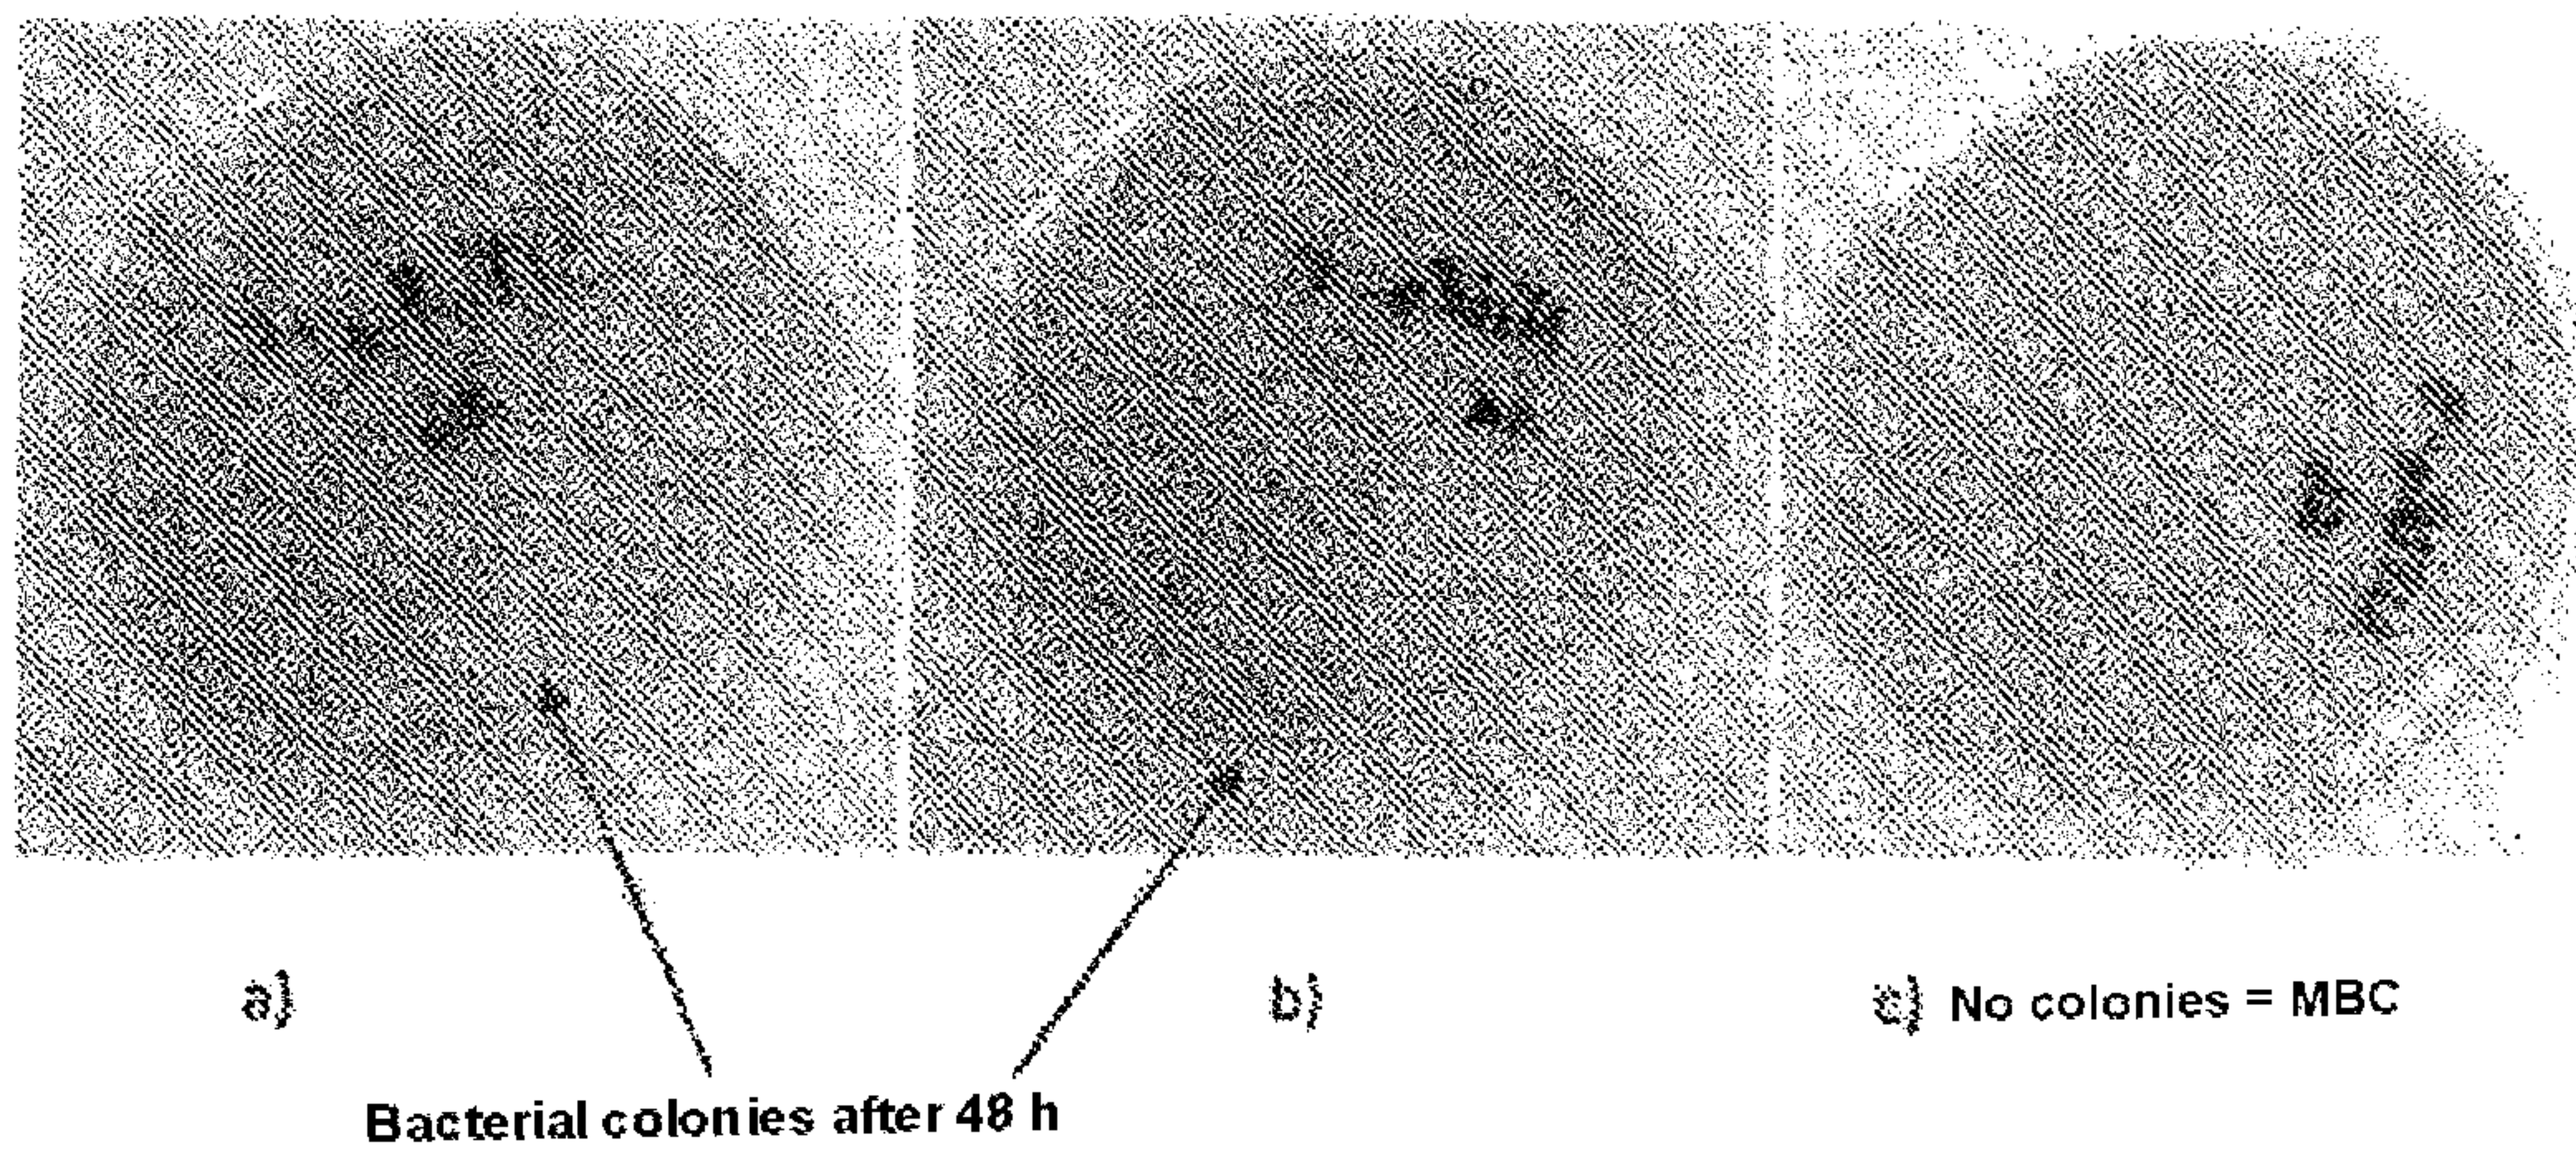 a)
b)
c) No colonies = MBC
Bacterial colonies after 48 h